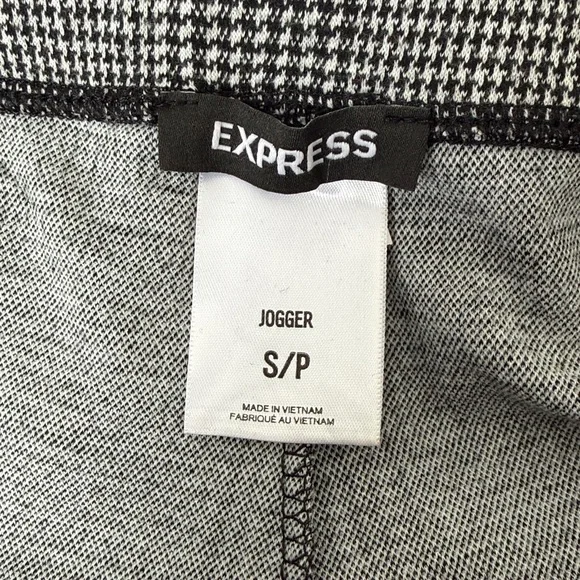 EXPRESS
JOGGER
S/P
MADE IN VIETNAM
FABRIQUÉ AU VIETNAM